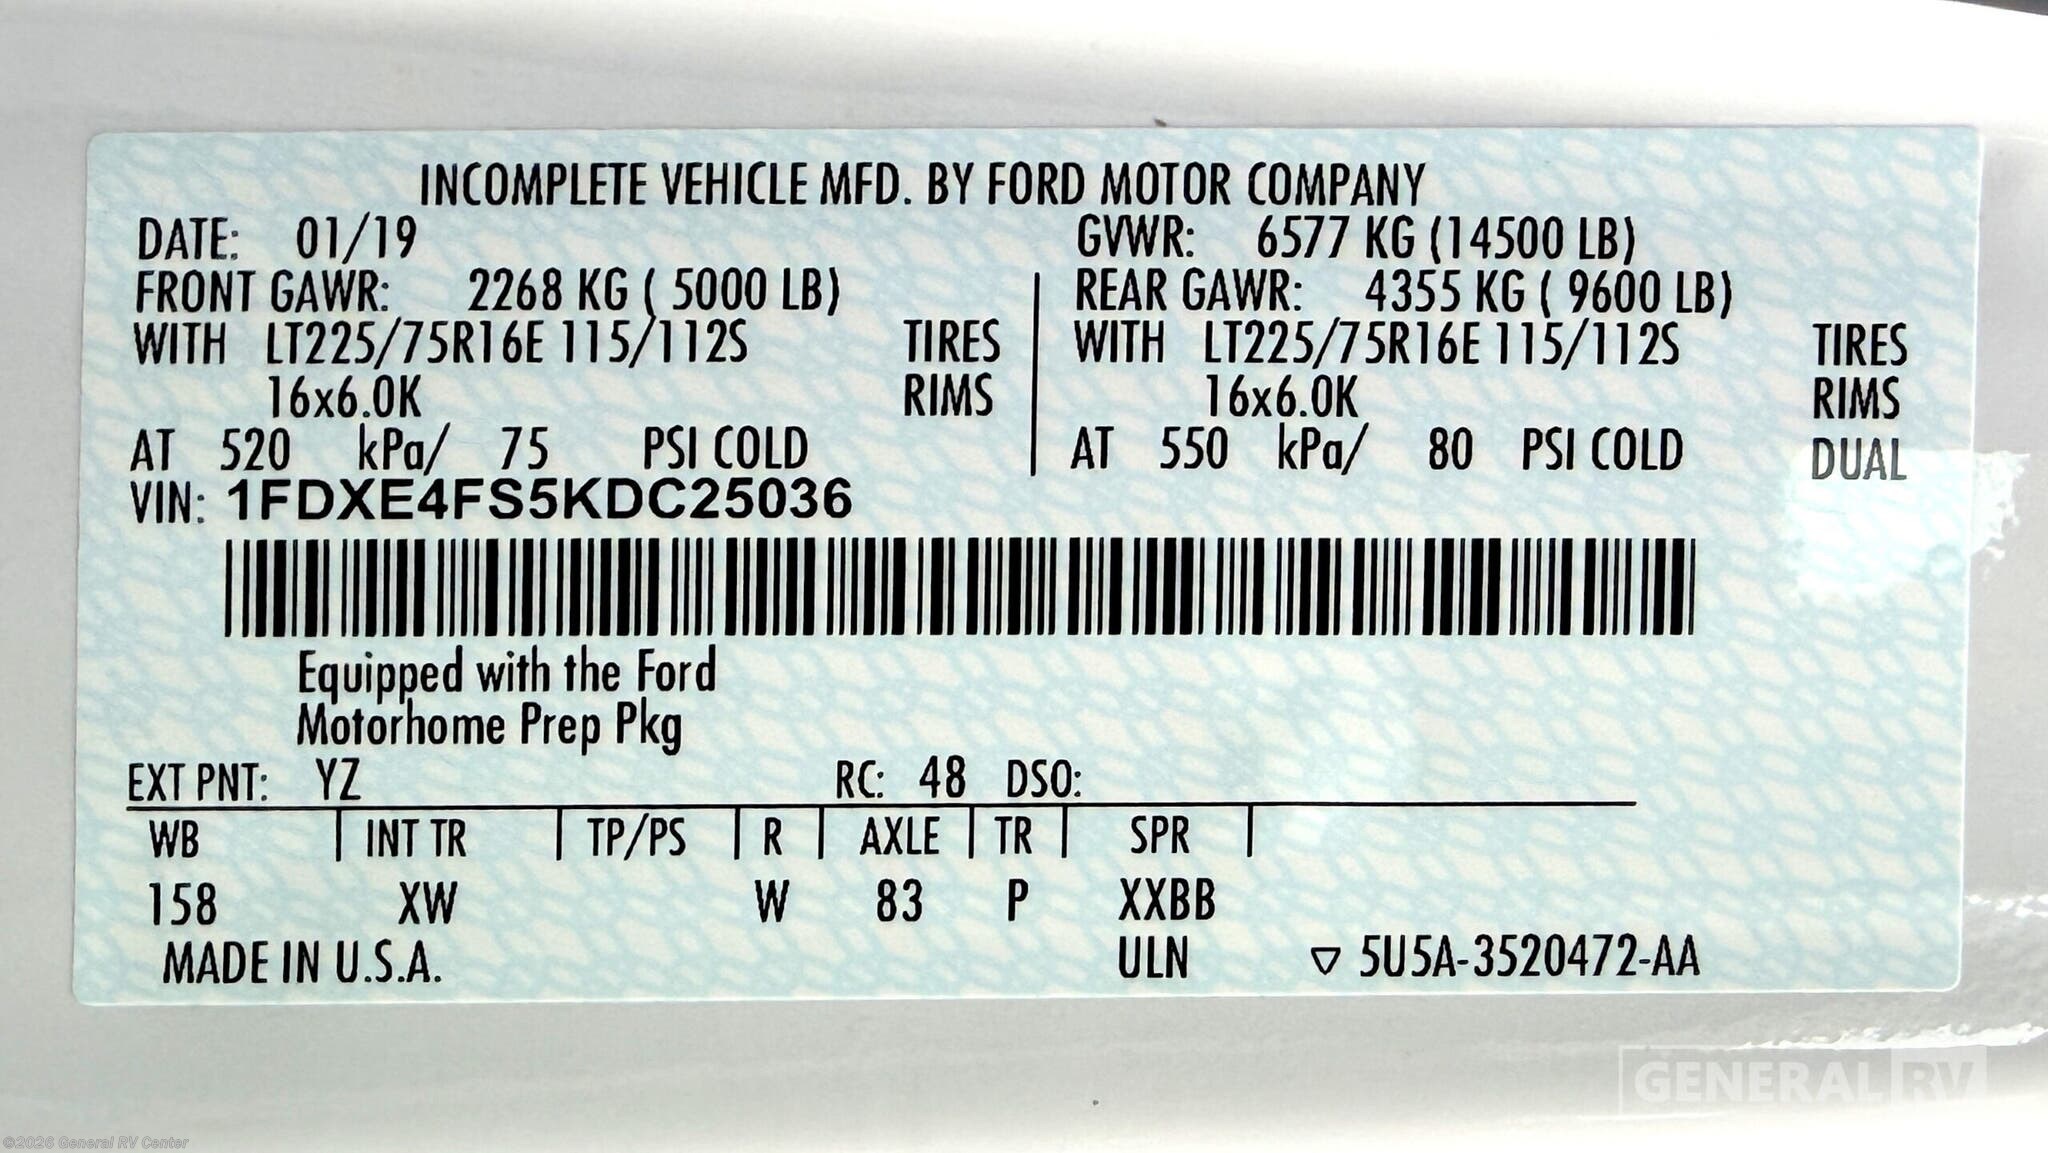 INCOMPLETE VEHICLE MFD. BY FORD MOTOR COMPANY
DATE: 01/19 GVWR: 6577 KG (14500 LB)
FRONT GAWR: 2268 KG ( 5000 LB) REAR GAWR: 4355 KG ( 9600 LB)
WITH LT225/75R16E 115/112S TIRES WITH LT225/75R16E 115/112S TIRES
16x6.0K RIMS 16x6.0K RIMS
AT 520 kPa/ 75 PSI COLD AT 550 kPa/ 80 PSI COLD DUAL
VIN: 1FDXE4FS5KDC25036
Equipped with the Ford
Motorhome Prep Pkg
EXT PNT: YZ RC: 48 DSO:
WB INT TR TP/PS R AXLE TR SPR
158 XW W 83 P XXBB
MADE IN U.S.A. ULN ▽ 5U5A-3520472-AA
GENERAL RV
©2026 General RV Center